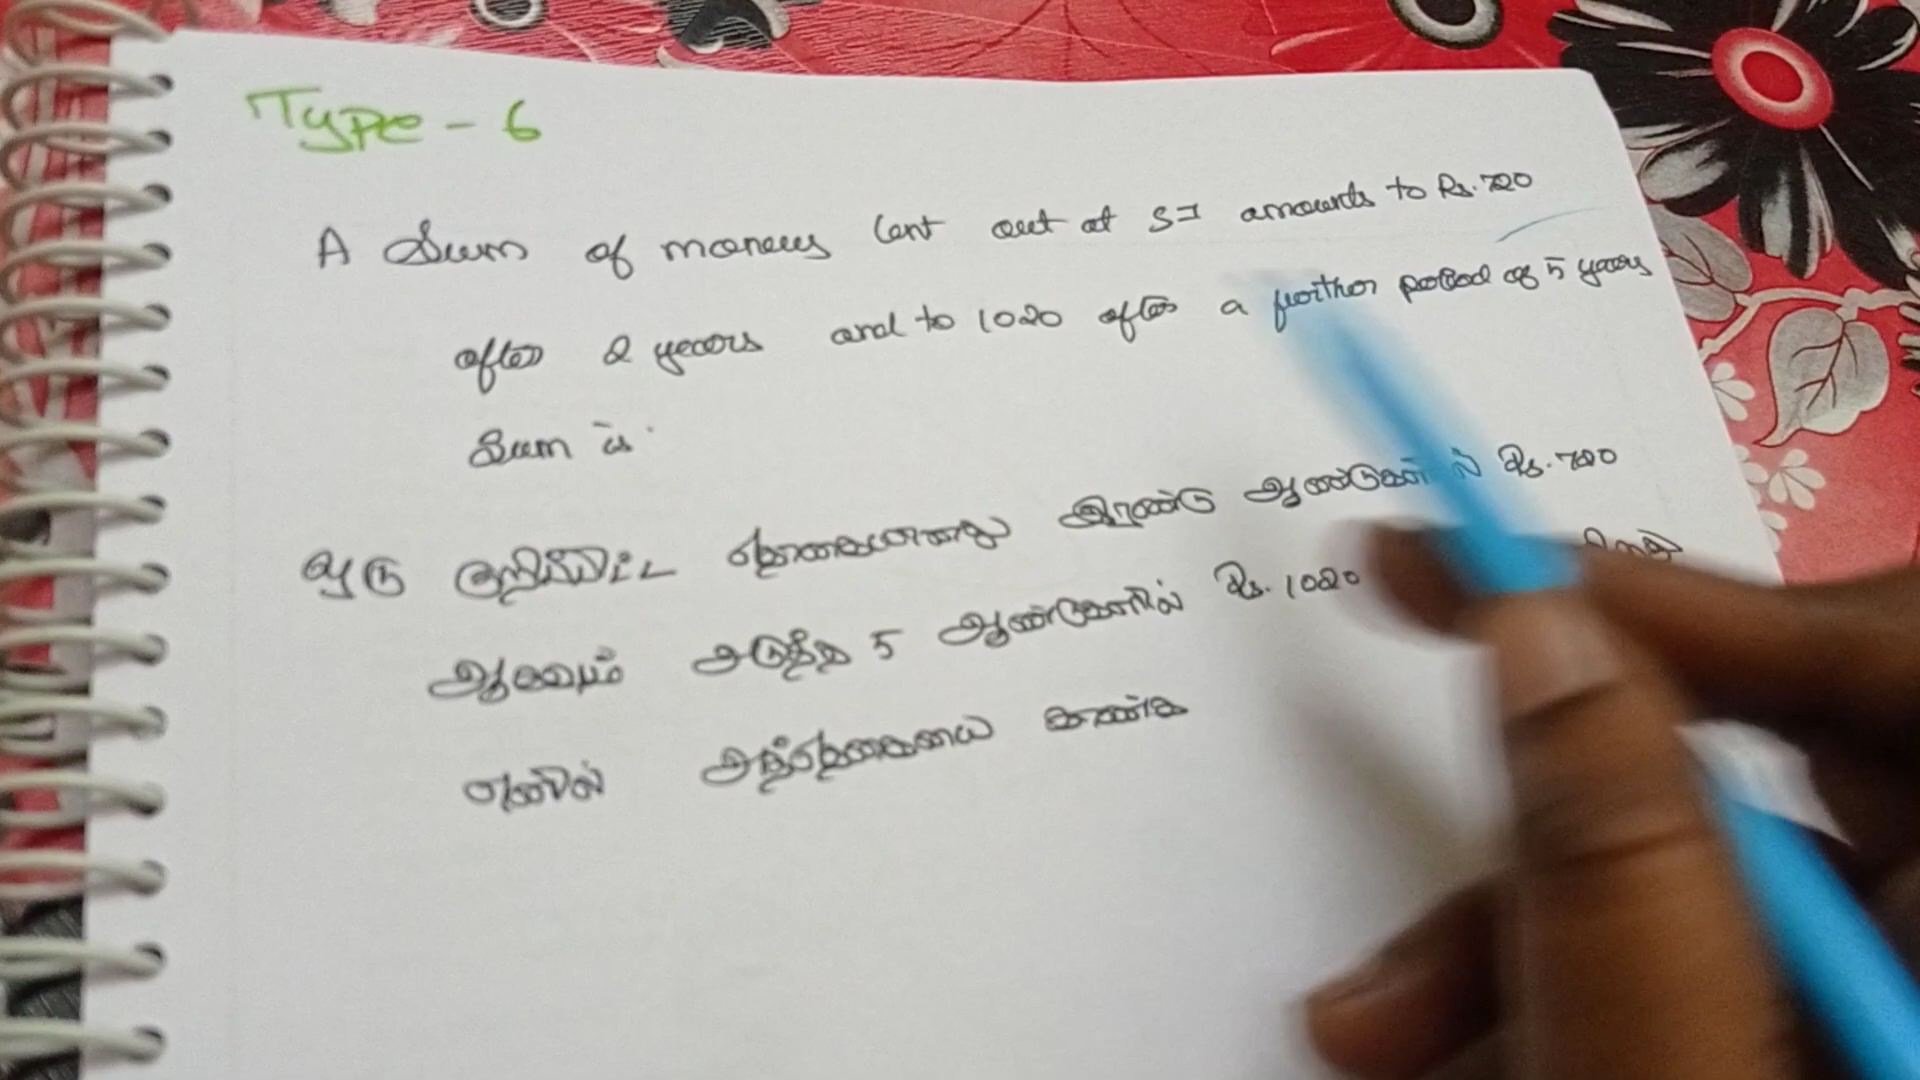 Type - 6
A Sum of money lent out at SI amounts to Rs. 720
after 2 years and to 1020 after a further period of 5 years
Sum is
ஒரு குறிப்பிட்ட தொகையானது இரண்டு ஆண்டுகளில் Rs. 720
ஆகவும் அடுத்த 5 ஆண்டுகளில் Rs. 1020
எனில் அத்தொகையை காண்க